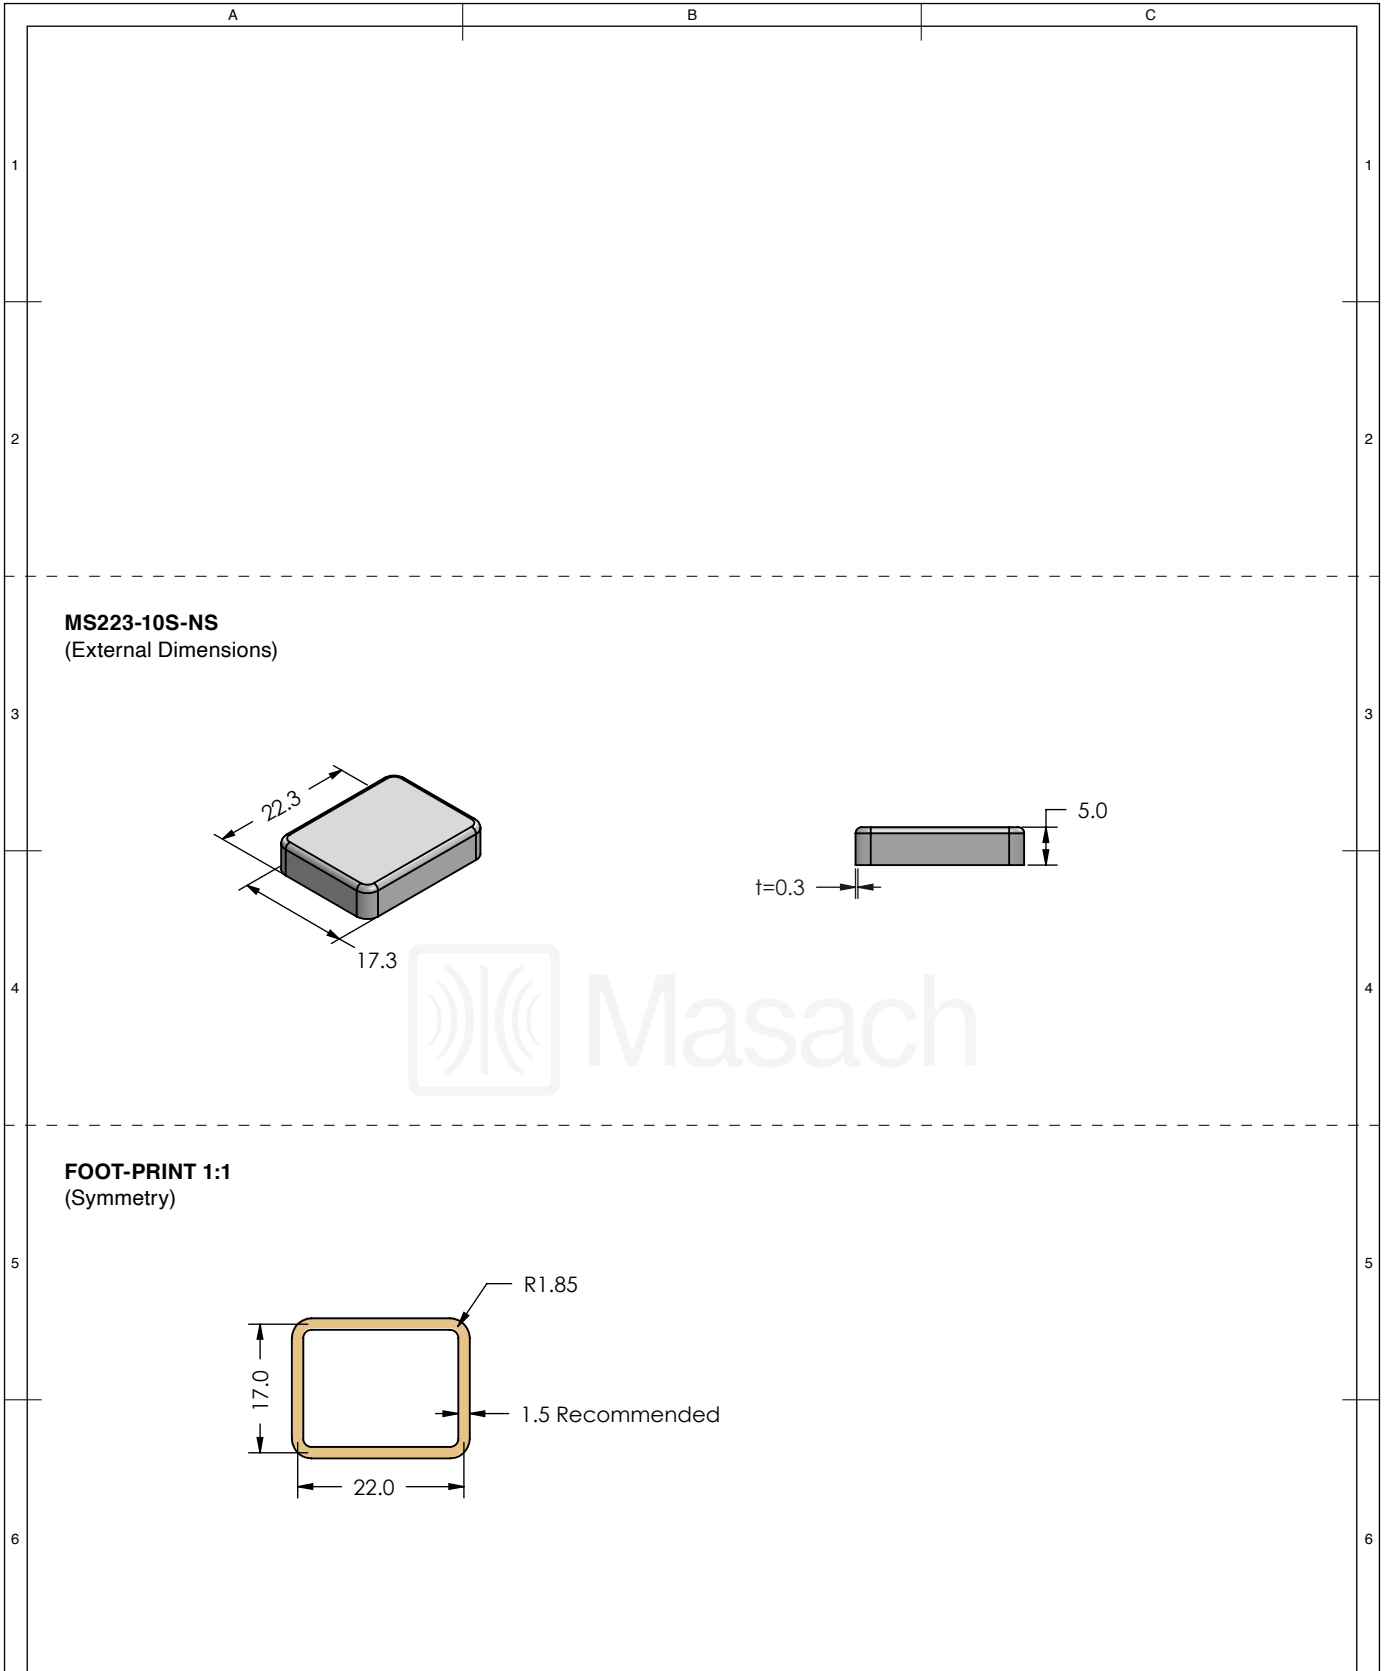 A B C
1 1
2 2
MS223-10S-NS
(External Dimensions)
3 3
22.3
5.0
t=0.3
17.3
Masach
4 4
FOOT-PRINT 1:1
(Symmetry)
5 5
R1.85
17.0
1.5 Recommended
22.0
6 6